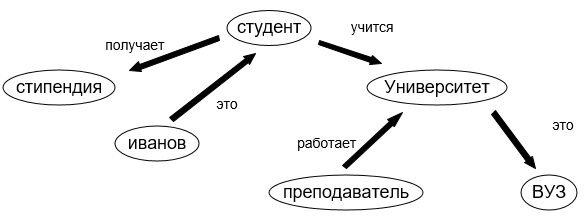 студент
получает
учится
стипендия
Университет
это
это
иванов
работает
преподаватель
ВУЗ